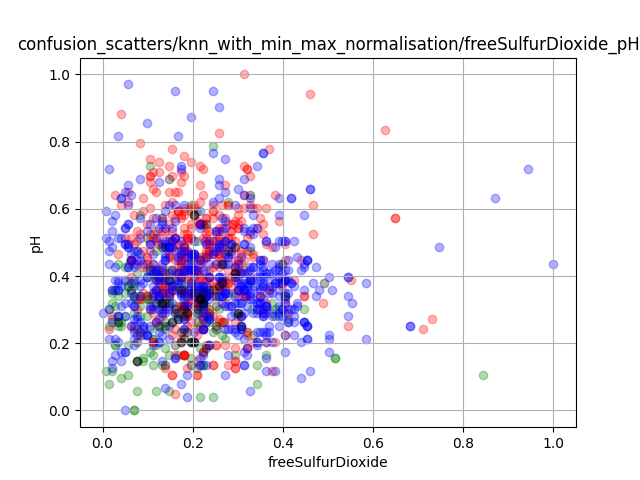 confusion_scatters/knn_with_min_max_normalisation/freeSulfurDioxide_pH
1.0
0.8
0.6
0.4
0.2
0.0
pH
0.0 0.2 0.4 0.6 0.8 1.0
freeSulfurDioxide